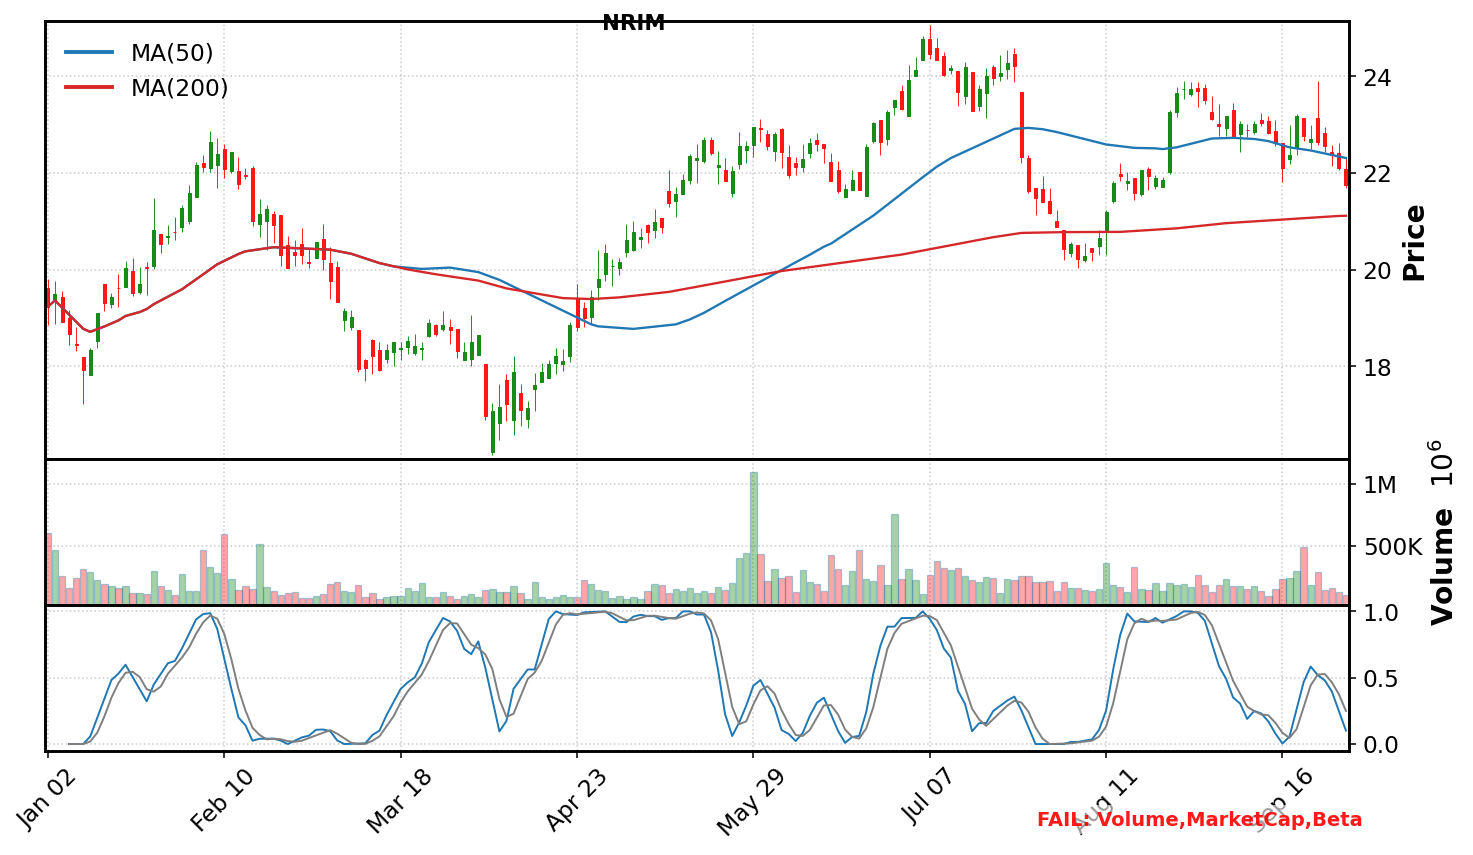 NRIM
MA(50)
MA(200)
24
22
20
18
Price
1M
500K
Volume 10^6
1.0
0.5
0.0
Jan 02
Feb 10
Mar 18
Apr 23
May 29
Jul 07
Aug 11
Sep 16
FAIL: Volume,MarketCap,Beta